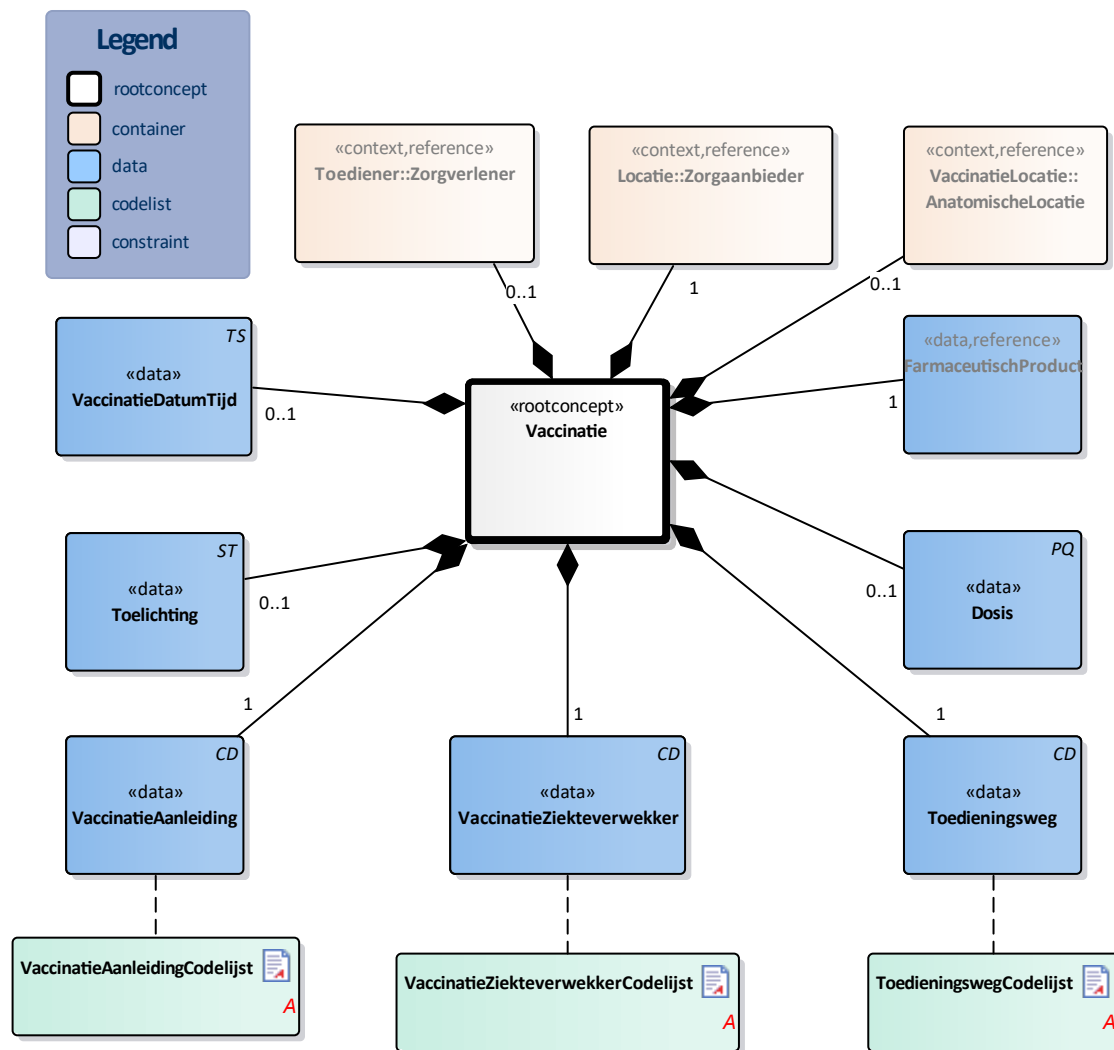 Legend
rootconcept
container
data
codelist
constraint
«context,reference»
Toediener::Zorgverlener
«context,reference»
Locatie::Zorgaanbieder
«context,reference»
VaccinatieLocatie::
AnatomischeLocatie
0..1
1
0..1
TS
«data»
VaccinatieDatumTijd
0..1
«rootconcept»
Vaccinatie
«data,reference»
FarmaceutischProduct
1
ST
«data»
Toelichting
0..1
PQ
«data»
Dosis
0..1
1
1
1
CD
«data»
VaccinatieAanleiding
CD
«data»
VaccinatieZiekteverwekker
CD
«data»
Toedieningsweg
VaccinatieAanleidingCodelijst
A
VaccinatieZiekteverwekkerCodelijst
A
ToedieningswegCodelijst
A